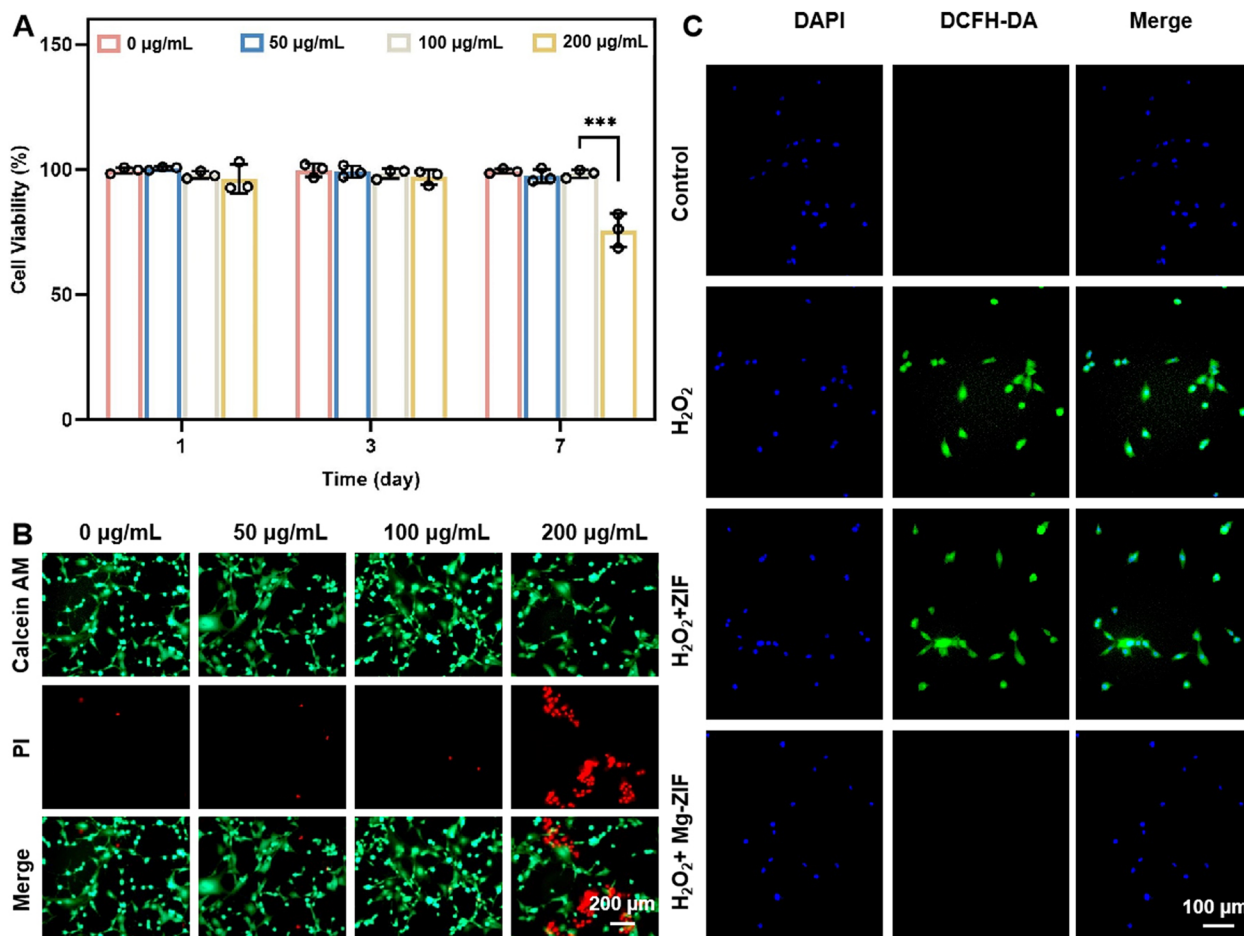 A
0 μg/mL 50 μg/mL 100 μg/mL 200 μg/mL
150
100
50
0
Cell Viability (%)
***
1 3 7
Time (day)
B
0 μg/mL 50 μg/mL 100 μg/mL 200 μg/mL
Calcein AM
PI
Merge
200 μm
C
DAPI DCFH-DA Merge
Control
H₂O₂
H₂O₂+ZIF
H₂O₂+ Mg-ZIF
100 μm